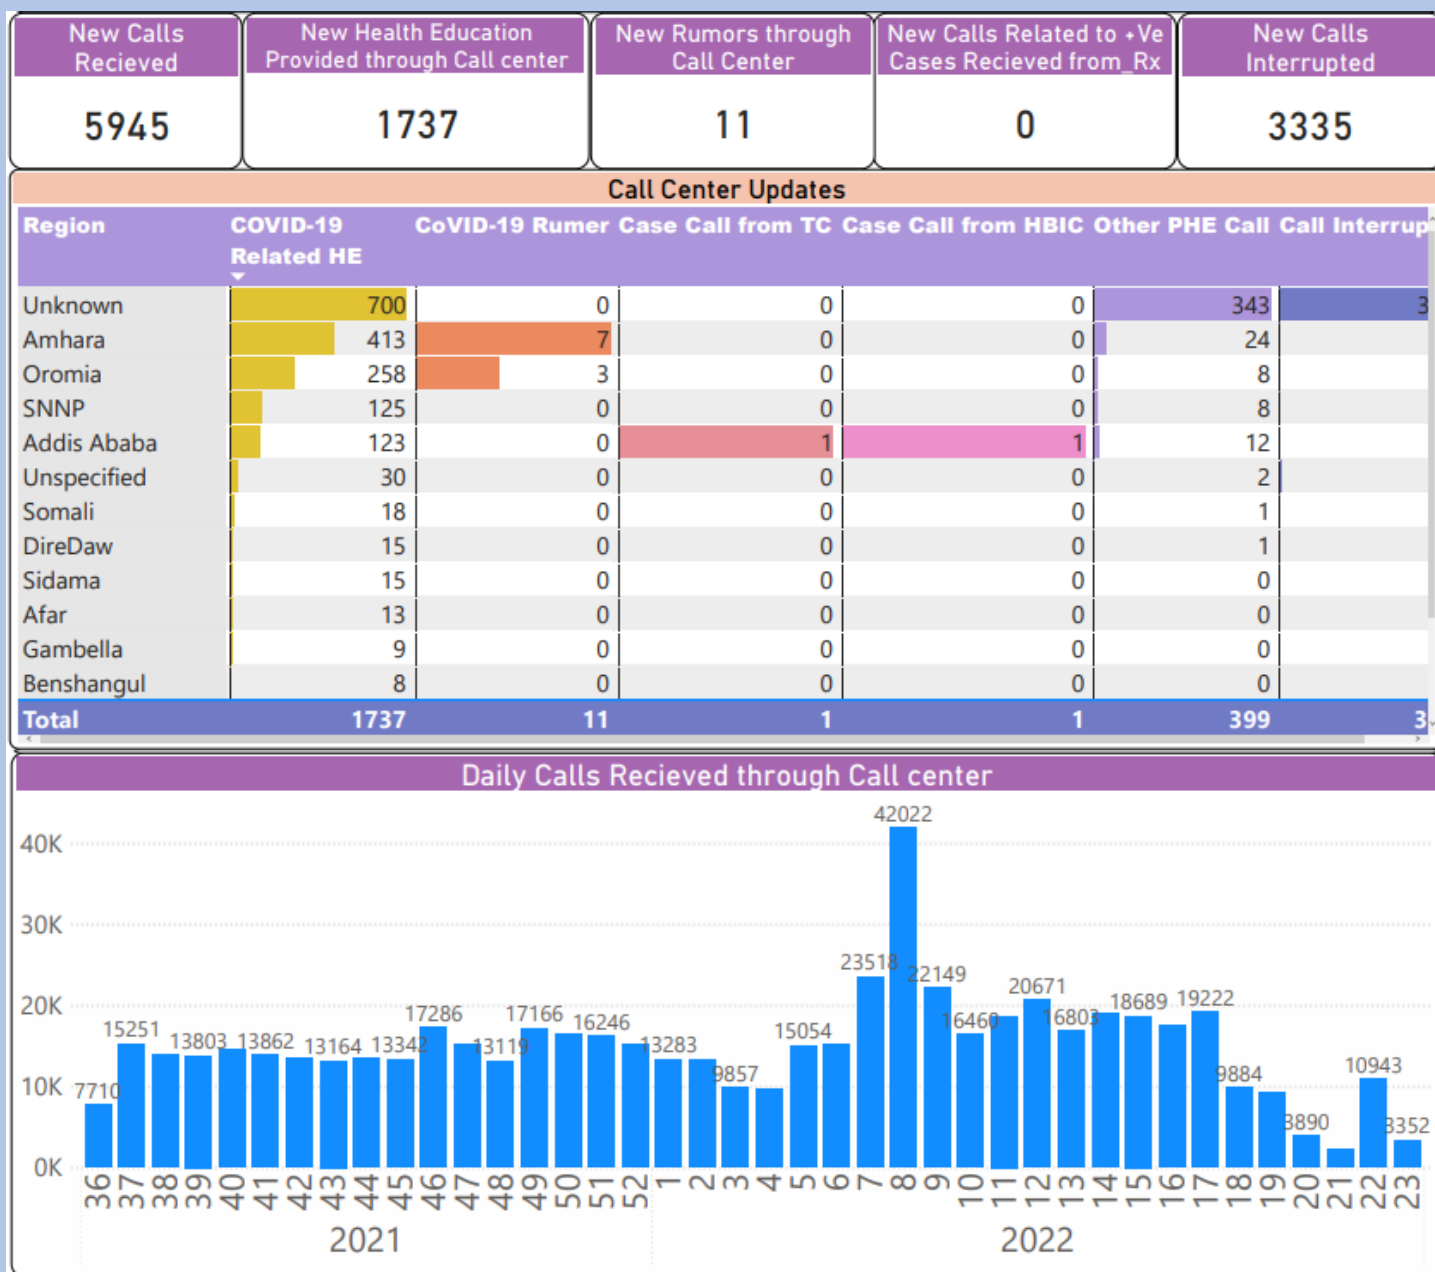 New Calls
Recieved
5945
New Health Education
Provided through Call center
1737
New Rumors through
Call Center
11
New Calls Related to +Ve
Cases Recieved from_Rx
0
New Calls
Interrupted
3335
Call Center Updates
Region COVID-19 Related HE CoVID-19 Rumer Case Call from TC Case Call from HBIC Other PHE Call Call Interrup
Unknown 700 0 0 0 343 3
Amhara 413 7 0 0 24
Oromia 258 3 0 0 8
SNNP 125 0 0 0 8
Addis Ababa 123 0 1 1 12
Unspecified 30 0 0 0 2
Somali 18 0 0 0 1
DireDaw 15 0 0 0 1
Sidama 15 0 0 0 0
Afar 13 0 0 0 0
Gambella 9 0 0 0 0
Benshangul 8 0 0 0 0
Total 1737 11 1 1 399 3
Daily Calls Recieved through Call center
42022
40K
30K
23518 22149
20K
20671 16460 16803 18689 19222
17286 17166 16246
15251 13803 13862 13164 13342 13119 13283 15054
10K
7710 9857 9884 10943
3890 3352
0K
36 37 38 39 40 41 42 43 44 45 46 47 48 49 50 51 52 1 2 3 4 5 6 7 8 9 10 11 12 13 14 15 16 17 18 19 20 21 22 23
2021 2022